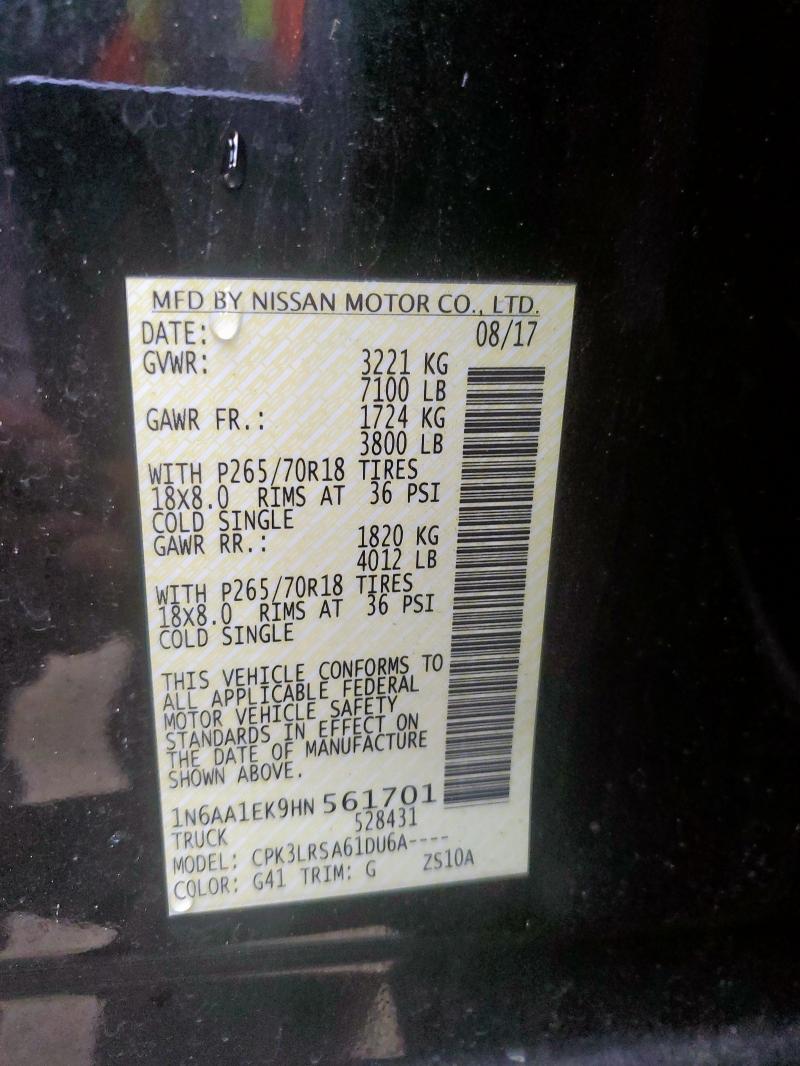 MFD BY NISSAN MOTOR CO., LTD.
DATE: 08/17
GVWR: 3221 KG
7100 LB
GAWR FR.: 1724 KG
3800 LB
WITH P265/70R18 TIRES
18X8.0 RIMS AT 36 PSI
COLD SINGLE
GAWR RR.: 1820 KG
4012 LB
WITH P265/70R18 TIRES
18X8.0 RIMS AT 36 PSI
COLD SINGLE
THIS VEHICLE CONFORMS TO
ALL APPLICABLE FEDERAL
MOTOR VEHICLE SAFETY
STANDARDS IN EFFECT ON
THE DATE OF MANUFACTURE
SHOWN ABOVE.
1N6AA1EK9HN 561701
TRUCK 528431
MODEL: CPK3LRSA61DU6A----
COLOR: G41 TRIM: G ZS10A